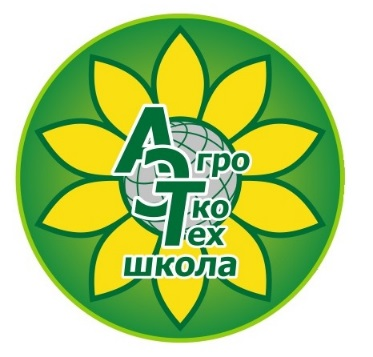 Агро
Эко
Тех
школа